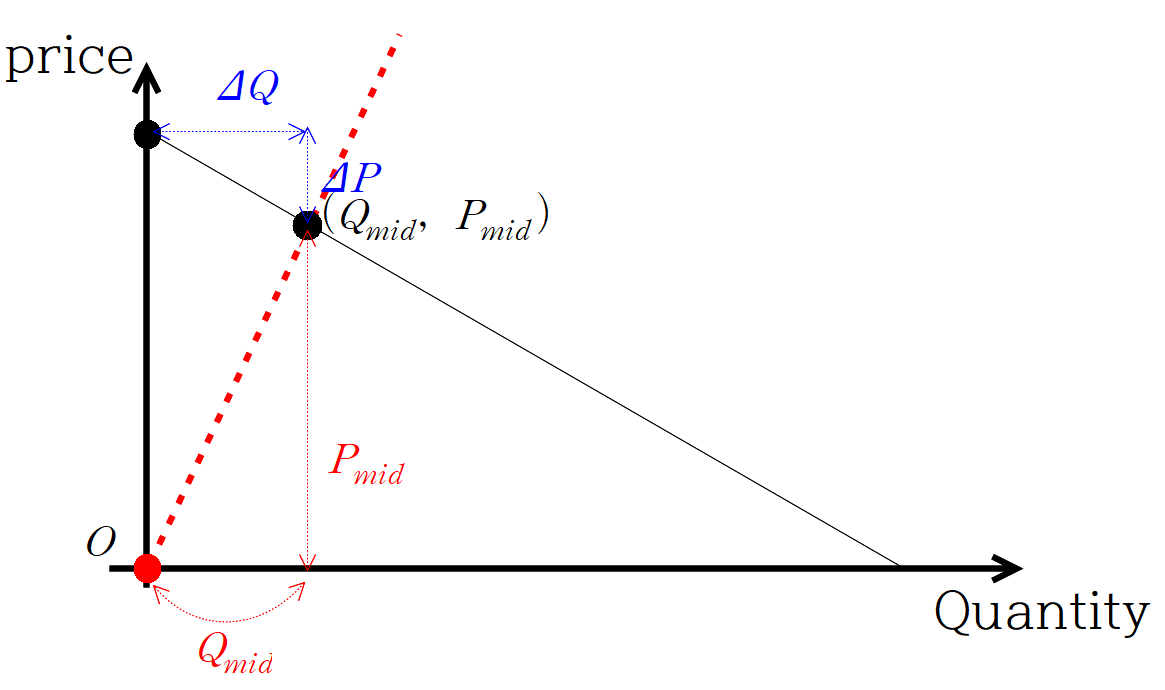 price
ΔQ
ΔP
(Q_mid, P_mid)
P_mid
O
Quantity
Q_mid